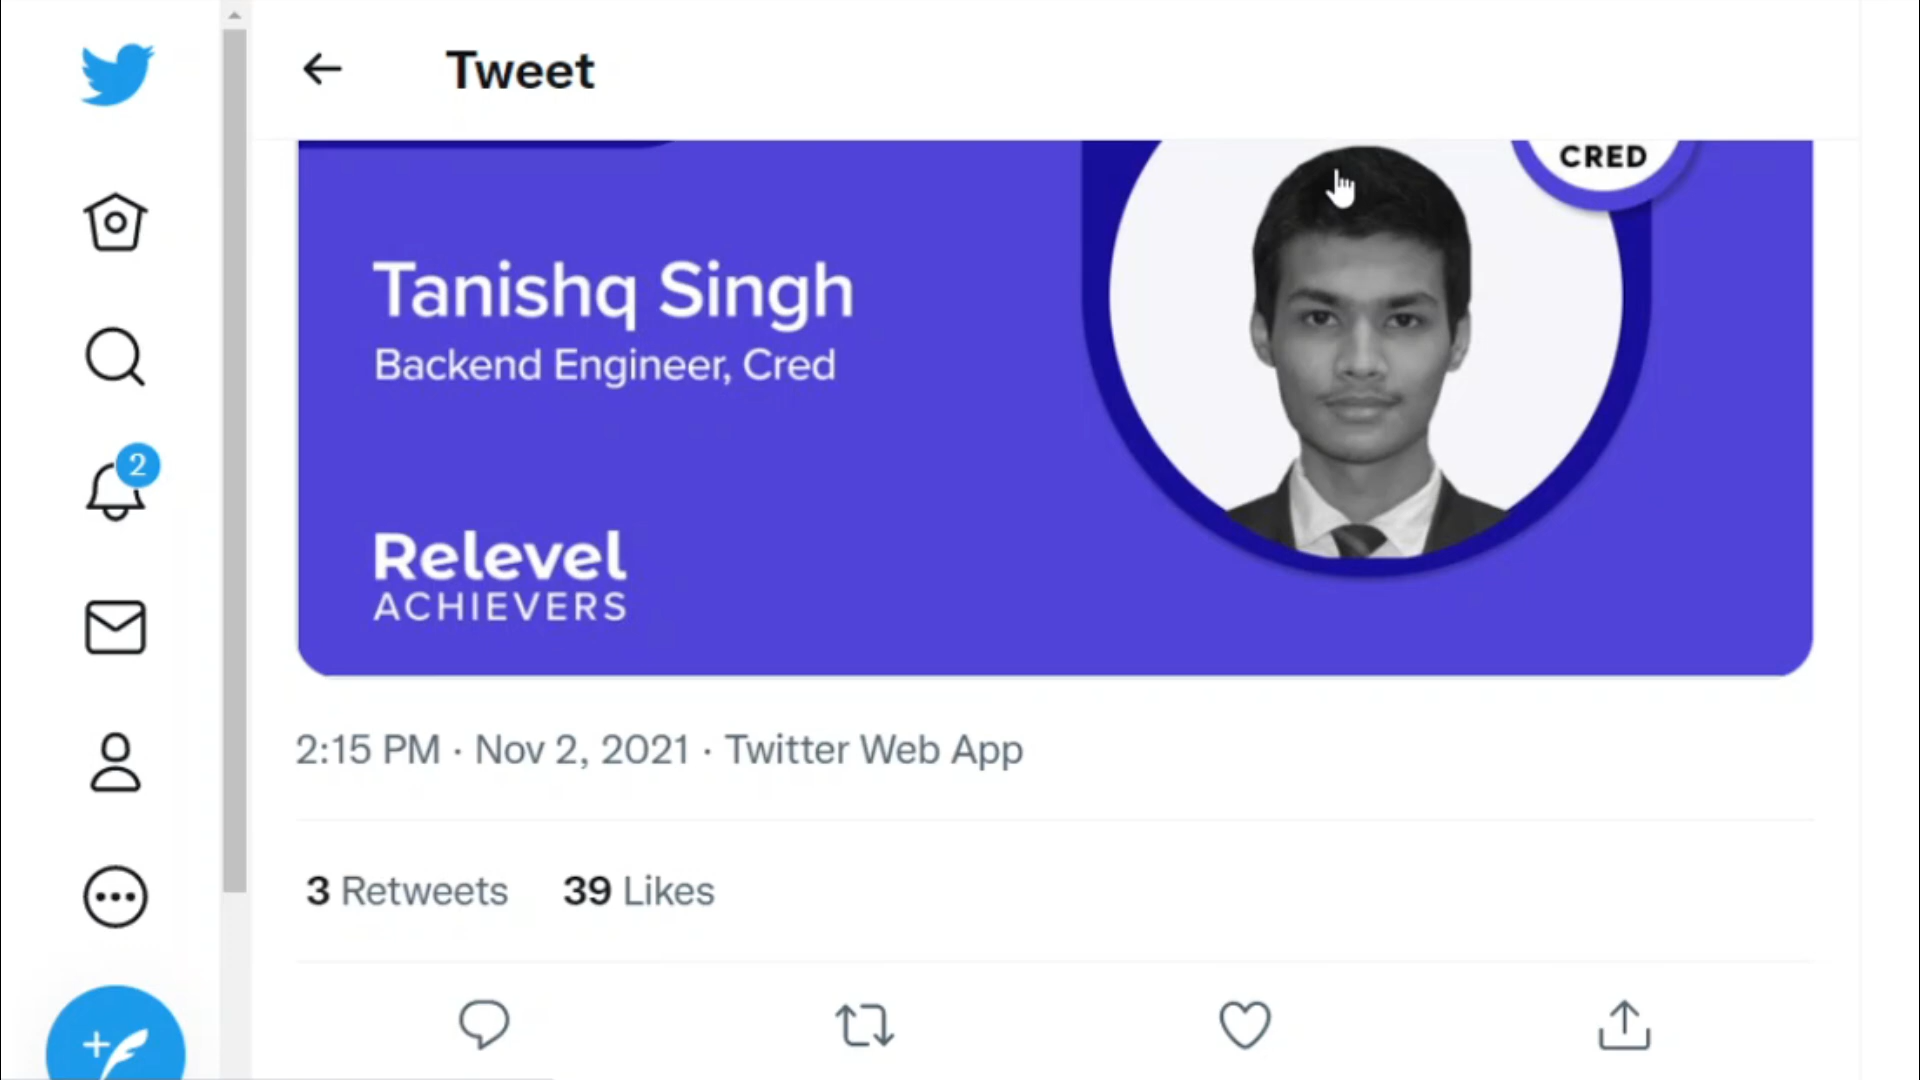 Tweet
CRED
Tanishq Singh
Backend Engineer, Cred
2
Relevel
ACHIEVERS
2:15 PM · Nov 2, 2021 · Twitter Web App
3 Retweets 39 Likes